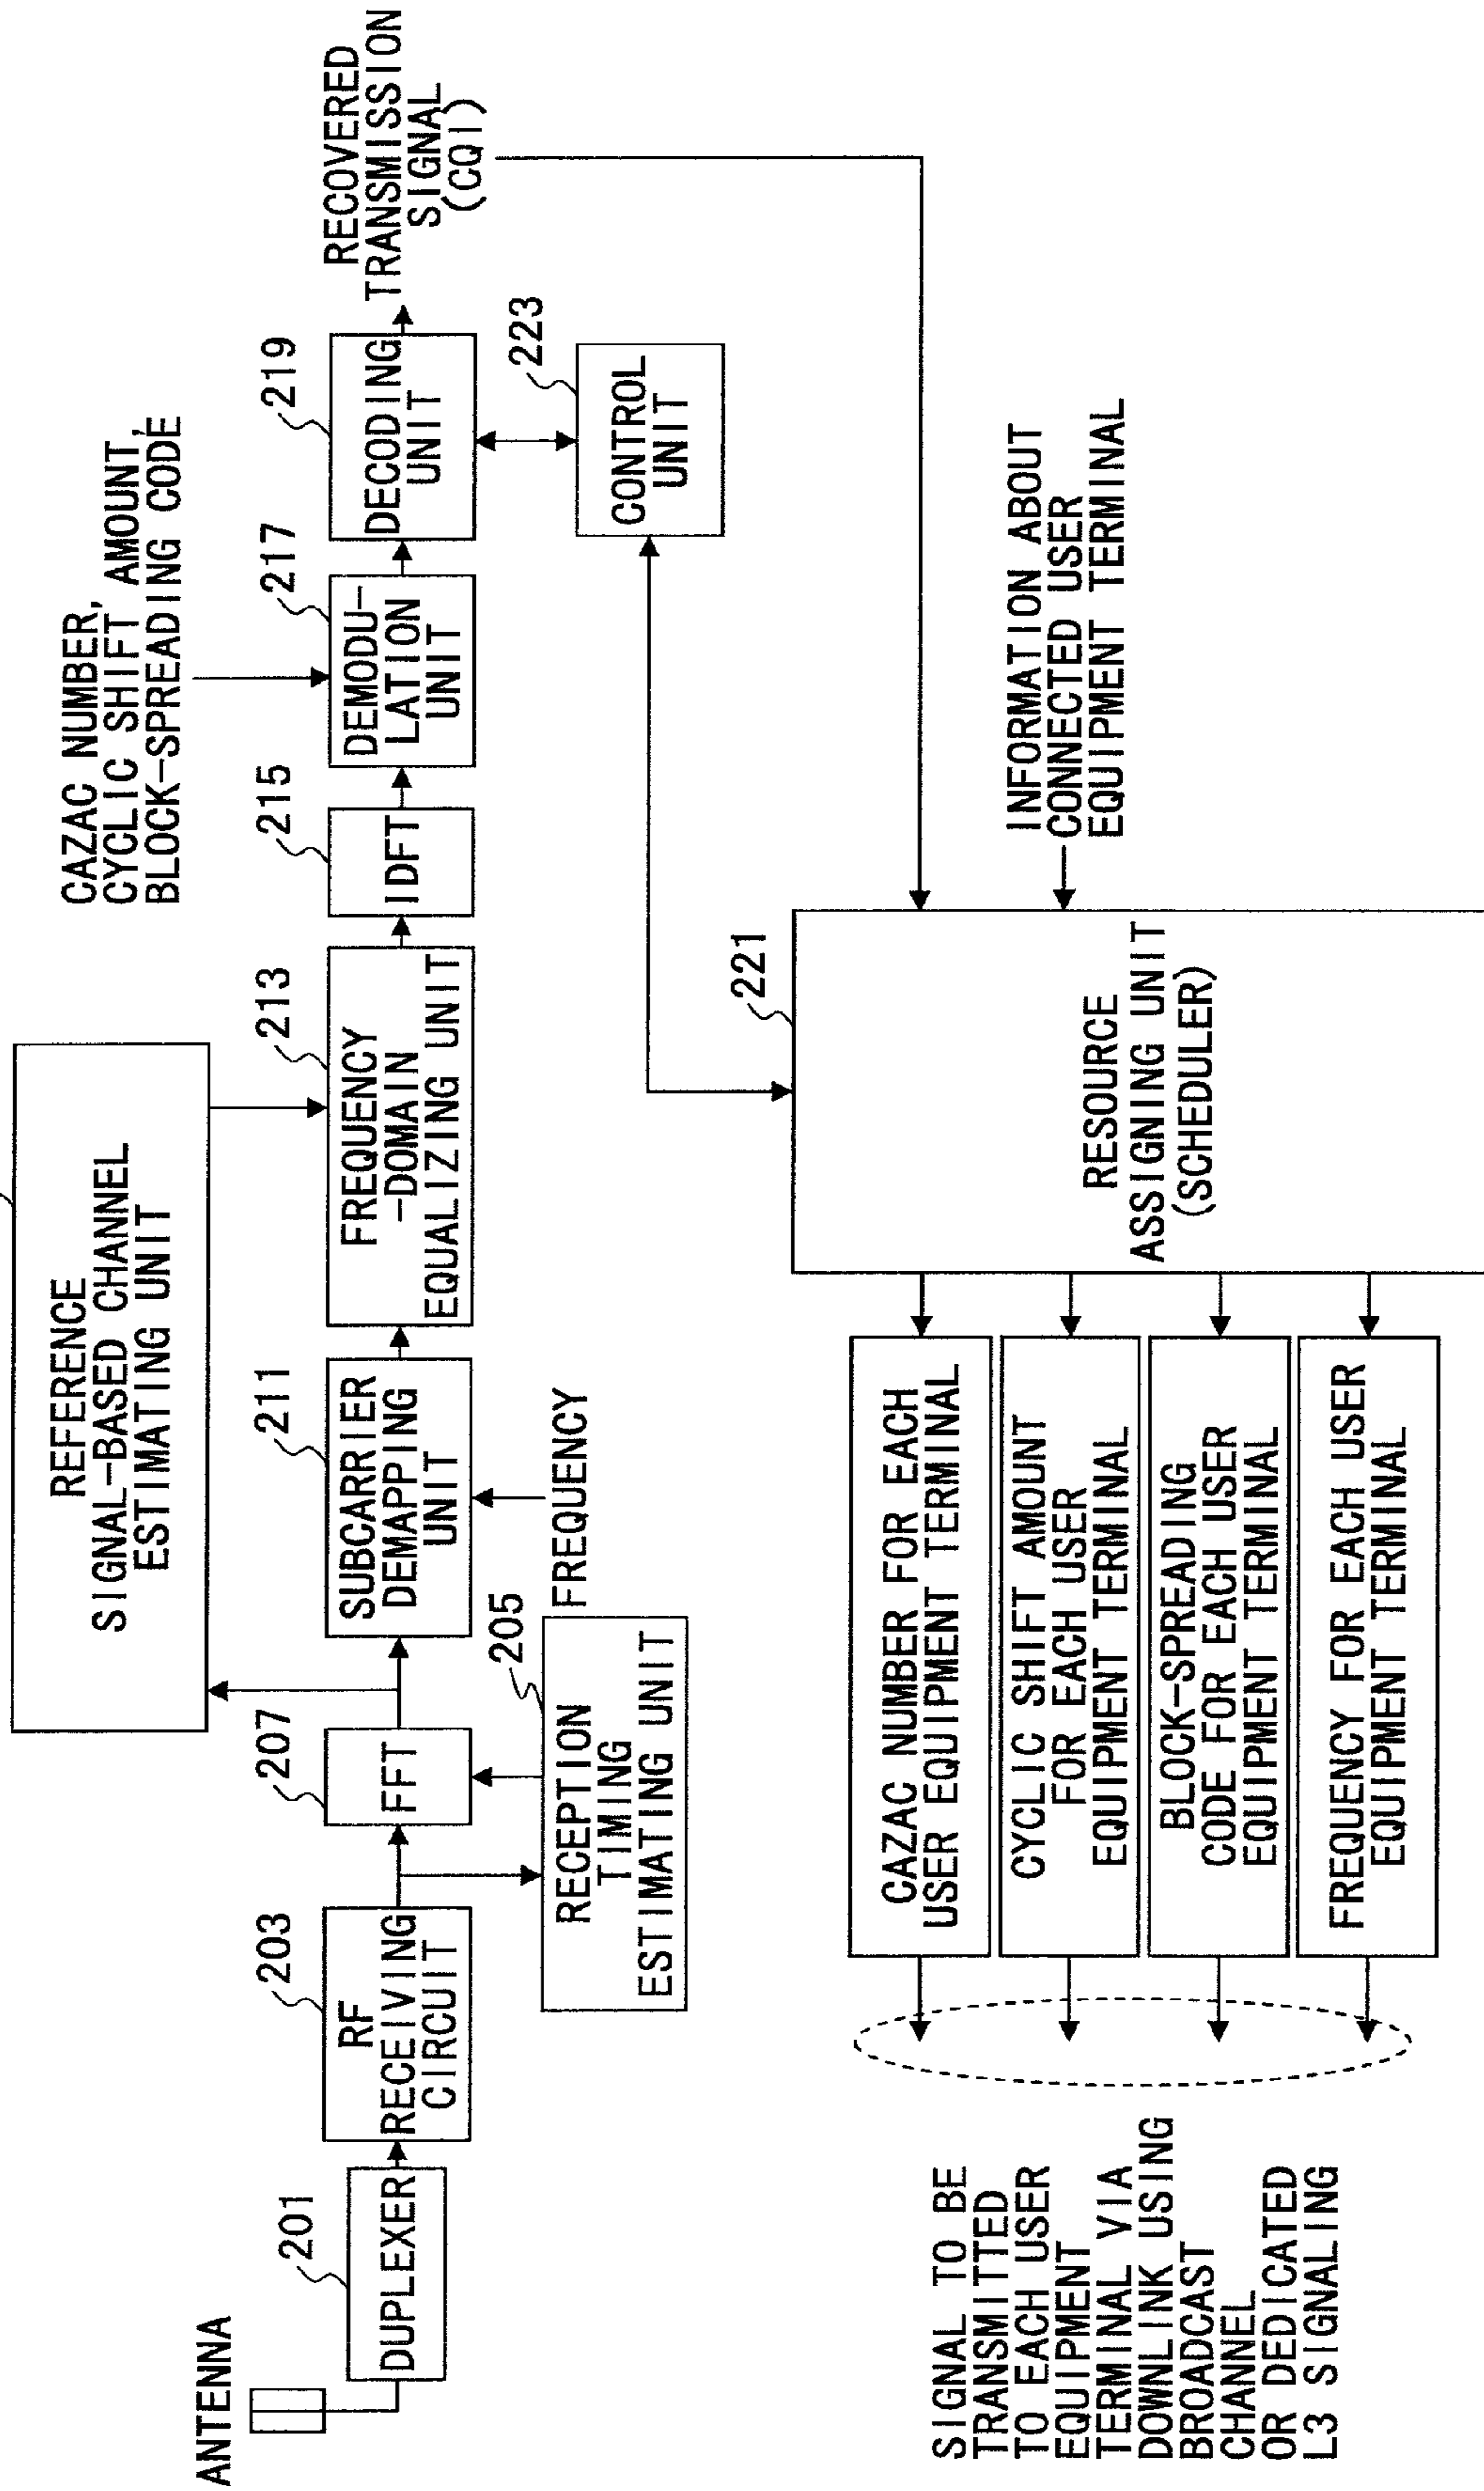 ANTENNA
201
DUPLEXER
203
RF
RECEIVING
CIRCUIT
207
FFT
205
RECEPTION
TIMING
ESTIMATING UNIT
REFERENCE
SIGNAL-BASED CHANNEL
ESTIMATING UNIT
211
SUBCARRIER
DEMAPPING
UNIT
FREQUENCY
213
FREQUENCY
-DOMAIN
EQUALIZING UNIT
215
IDFT
CAZAC NUMBER,
CYCLIC SHIFT AMOUNT,
BLOCK-SPREADING CODE
217
DEMODU-
LATION
UNIT
219
DECODING
UNIT
RECOVERED
TRANSMISSION
SIGNAL
(CQI)
223
CONTROL
UNIT
INFORMATION ABOUT
CONNECTED USER
EQUIPMENT TERMINAL
221
RESOURCE
ASSIGNING UNIT
(SCHEDULER)
CAZAC NUMBER FOR EACH
USER EQUIPMENT TERMINAL
CYCLIC SHIFT AMOUNT
FOR EACH USER
EQUIPMENT TERMINAL
BLOCK-SPREADING
CODE FOR EACH USER
EQUIPMENT TERMINAL
FREQUENCY FOR EACH USER
EQUIPMENT TERMINAL
SIGNAL TO BE
TRANSMITTED
TO EACH USER
EQUIPMENT
TERMINAL VIA
DOWNLINK USING
BROADCAST
CHANNEL
OR DEDICATED
L3 SIGNALING